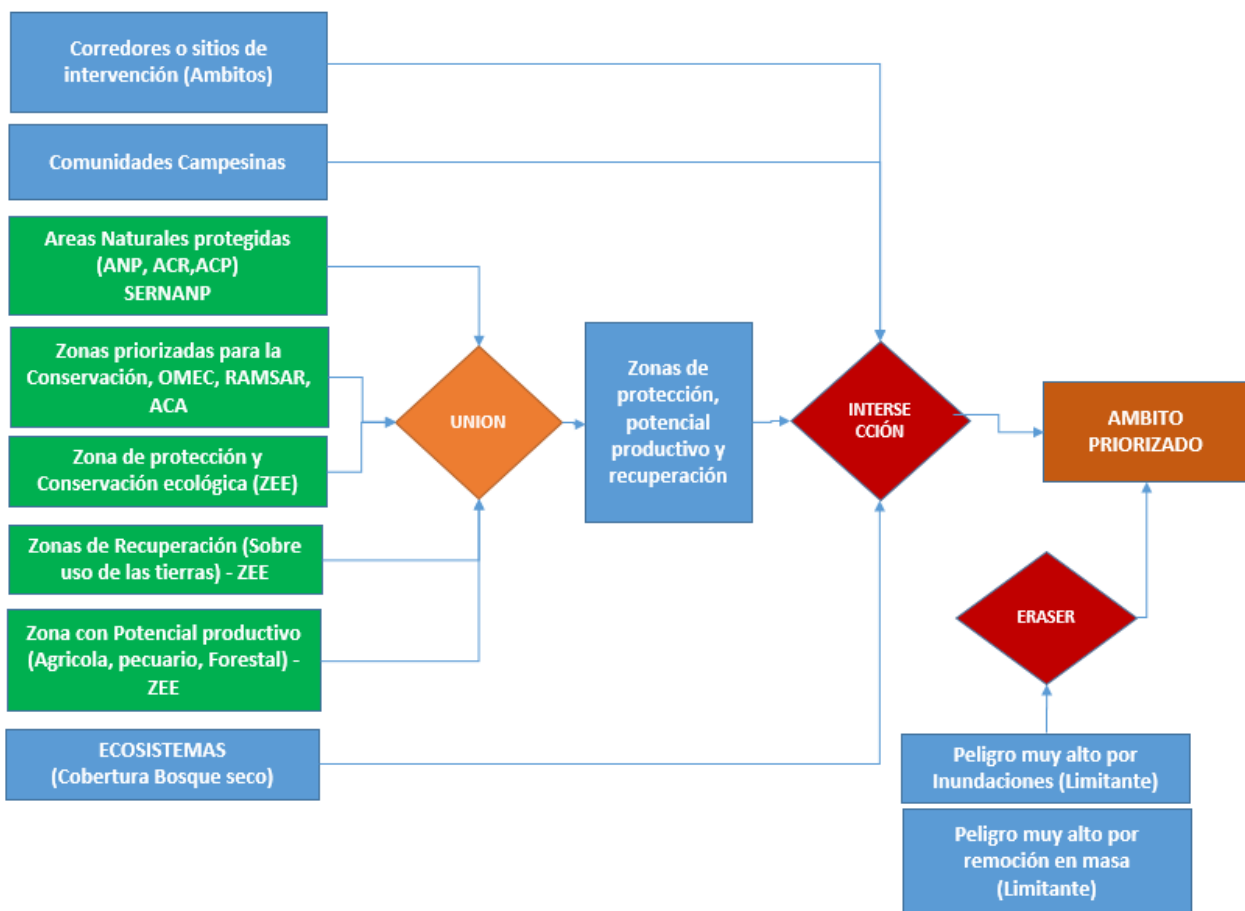 Corredores o sitios de
intervención (Ambitos)
Comunidades Campesinas
Areas Naturales protegidas
(ANP, ACR,ACP)
SERNANP
Zonas priorizadas para la
Conservación, OMEC, RAMSAR,
ACA
Zona de protección y
Conservación ecológica (ZEE)
Zonas de Recuperación (Sobre
uso de las tierras) - ZEE
Zona con Potencial productivo
(Agricola, pecuario, Forestal) -
ZEE
ECOSISTEMAS
(Cobertura Bosque seco)
UNION
Zonas de
protección,
potencial
productivo y
recuperación
INTERSE
CCIÓN
AMBITO
PRIORIZADO
ERASER
Peligro muy alto por
Inundaciones (Limitante)
Peligro muy alto por
remoción en masa
(Limitante)